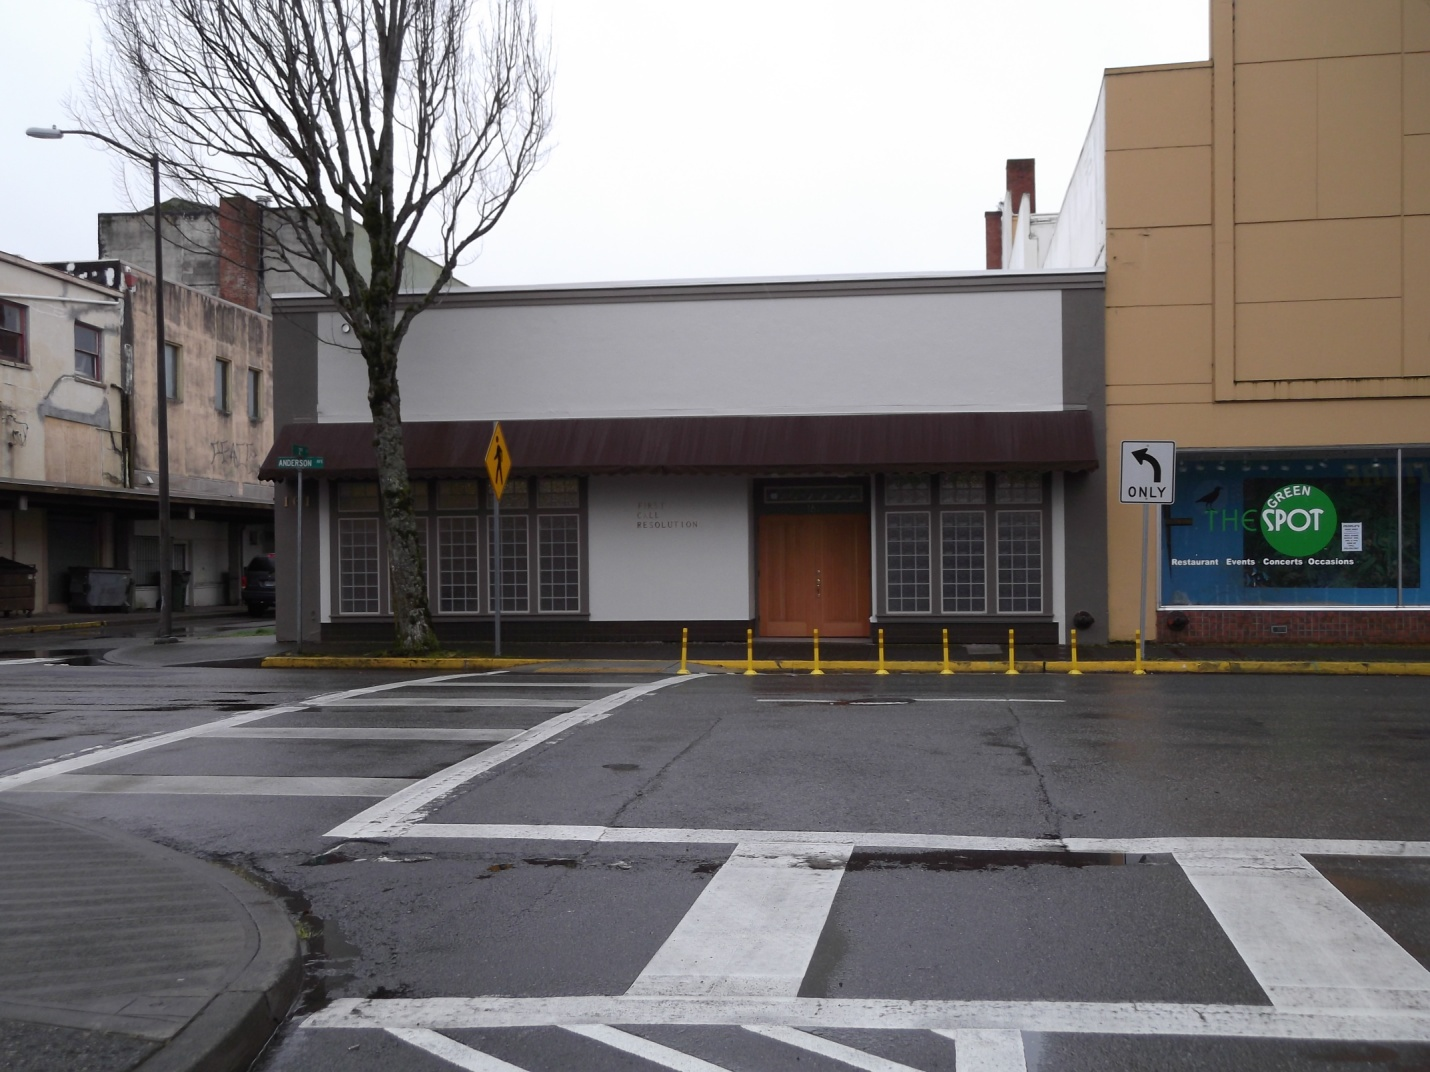 ANDERSON
FIRST
CALL
RESOLUTION
ONLY
THE
GREEN
SPOT
Restaurant Events Concerts Occasions